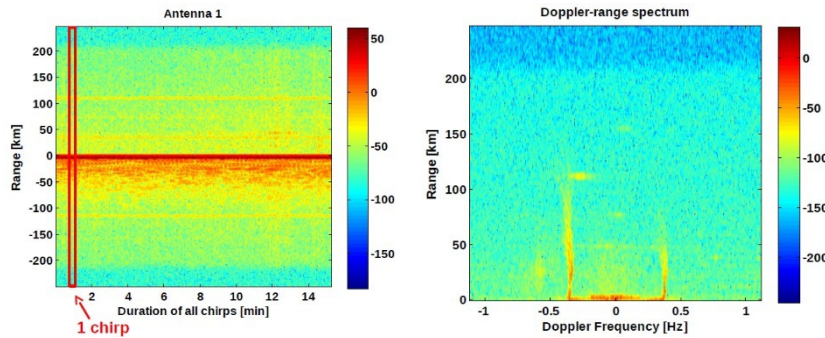 Antenna 1
200
150
100
50
0
-50
-100
-150
-200
Range [km]
2 4 6 8 10 12 14
Duration of all chirps [min]
1 chirp
50
0
-50
-100
-150
Doppler-range spectrum
200
150
100
50
0
Range [km]
-1 -0.5 0 0.5 1
Doppler Frequency [Hz]
0
-50
-100
-150
-200